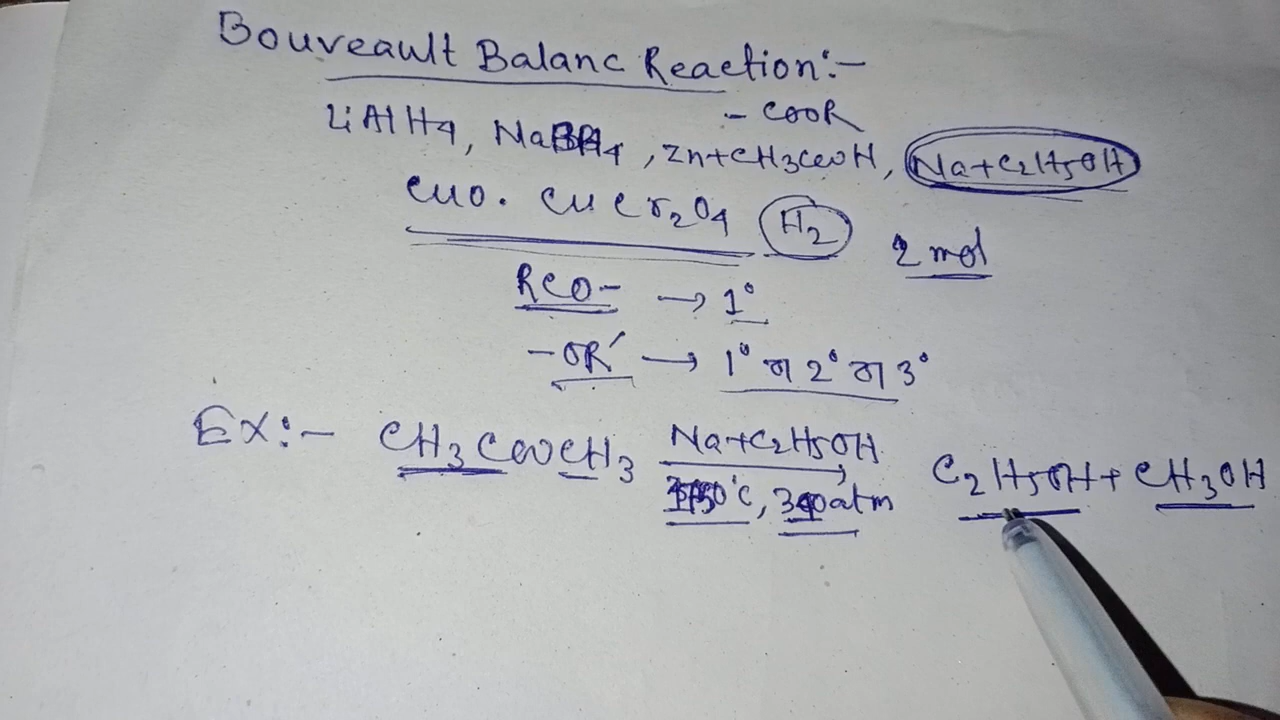 Bouveault Balanc Reaction:-
- COOR
LiAlH4, NaBH4, Zn+CH3COOH, Na+C2H5OH
CuO. CuCr2O4 H2 2 mol
RCO- → 1°
-OR′ → 1° বা 2° বা 3°
EX:- CH3COOCH3 Na+C2H5OH C2H5OH+CH3OH
°C, atm